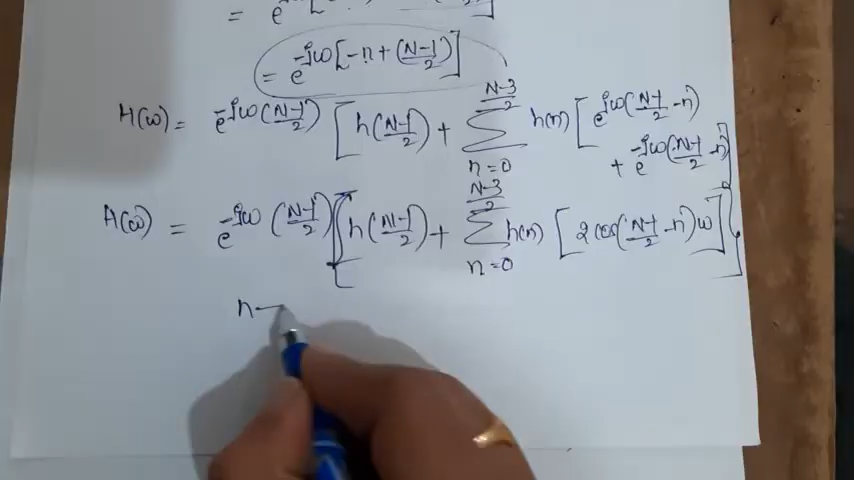 = e^{-jω[
= e^{-jω[-n + (N-1/2)]}
H(ω) = e^{-jω(N-1/2)} [ h(N-1/2) + Σ_{n=0}^{N-3/2} h(n) [ e^{jω(N-1/2 -n)}
+ e^{-jω(N-1/2 -n)} ]
H(ω) = e^{-jω(N-1/2)} [ h(N-1/2) + Σ_{n=0}^{N-3/2} h(n) [ 2 cos(N-1/2 -n)ω ] ]
n